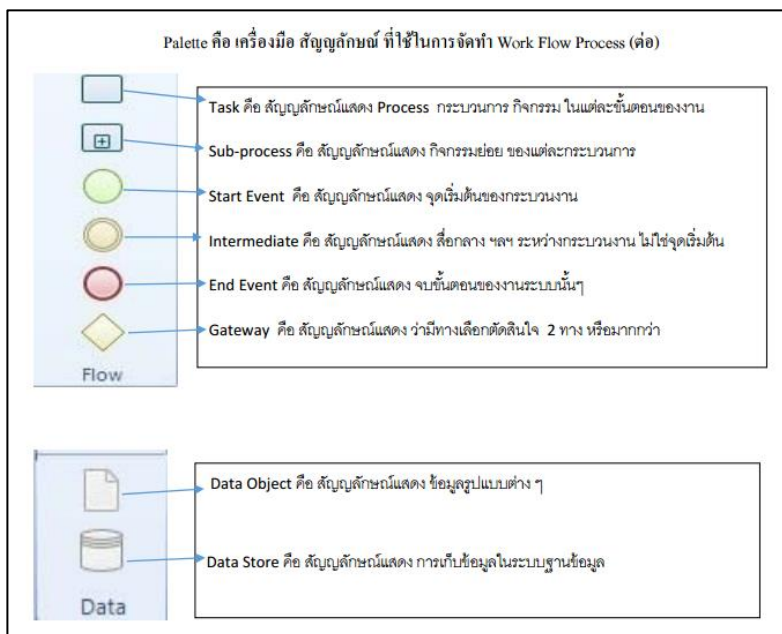 Palette คือ เครื่องมือ สัญญลักษณ์ ที่ใช้ในการจัดทำ Work Flow Process (ต่อ)
Task คือ สัญญลักษณ์แสดง Process กระบวนการ กิจกรรม ในแต่ละขั้นตอนของงาน
Sub-process คือ สัญญลักษณ์แสดง กิจกรรมย่อย ของแต่ละกระบวนการ
Start Event คือ สัญญลักษณ์แสดง จุดเริ่มต้นของกระบวนงาน
Intermediate คือ สัญญลักษณ์แสดง สื่อกลาง ฯลฯ ระหว่างกระบวนงาน ไม่ใช่จุดเริ่มต้น
End Event คือ สัญญลักษณ์แสดง จบขั้นตอนของงานระบบนั้นๆ
Gateway คือ สัญญลักษณ์แสดง ว่ามีทางเลือกตัดสินใจ 2 ทาง หรือมากกว่า
Flow
Data Object คือ สัญญลักษณ์แสดง ข้อมูลรูปแบบต่าง ๆ
Data Store คือ สัญญลักษณ์แสดง การเก็บข้อมูลในระบบฐานข้อมูล
Data